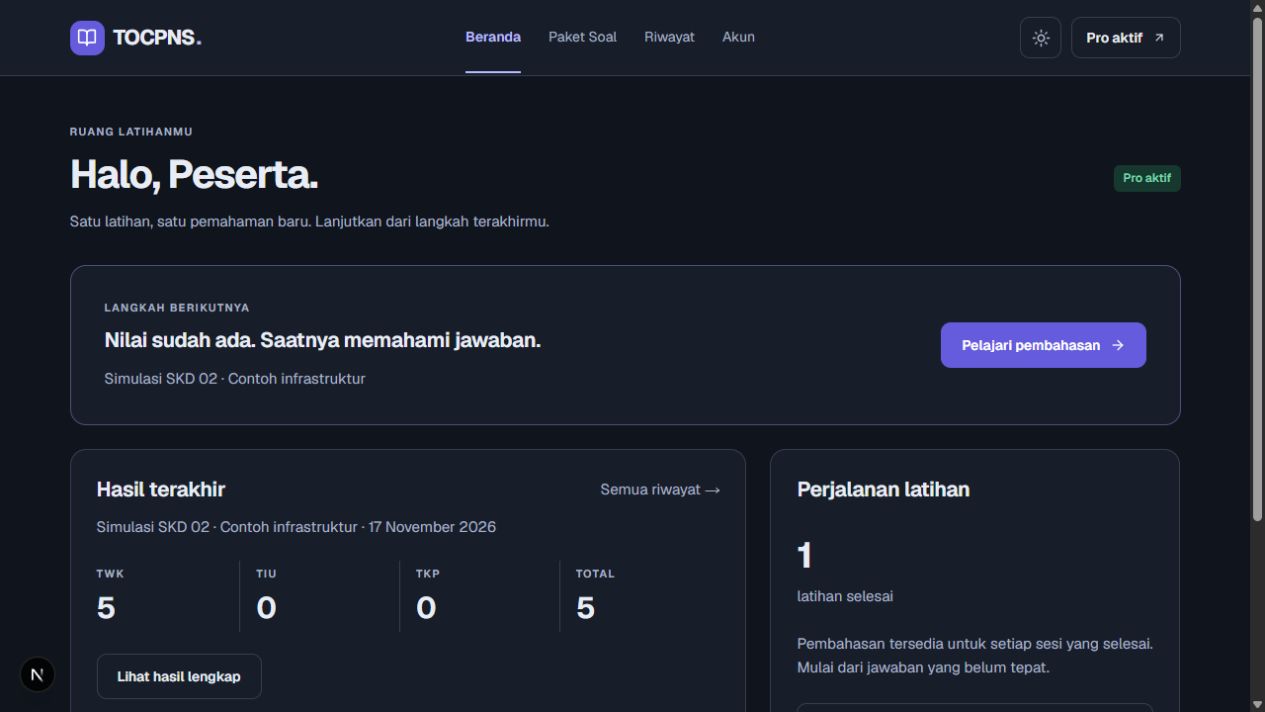 TOCPNS.
Beranda
Paket Soal
Riwayat
Akun
Pro aktif ↗
RUANG LATIHANMU
Halo, Peserta.
Pro aktif
Satu latihan, satu pemahaman baru. Lanjutkan dari langkah terakhirmu.
LANGKAH BERIKUTNYA
Nilai sudah ada. Saatnya memahami jawaban.
Simulasi SKD 02 · Contoh infrastruktur
Pelajari pembahasan →
Hasil terakhir
Semua riwayat →
Simulasi SKD 02 · Contoh infrastruktur · 17 November 2026
TWK
TIU
TKP
TOTAL
5
0
0
5
Lihat hasil lengkap
Perjalanan latihan
1
latihan selesai
Pembahasan tersedia untuk setiap sesi yang selesai.
Mulai dari jawaban yang belum tepat.
N